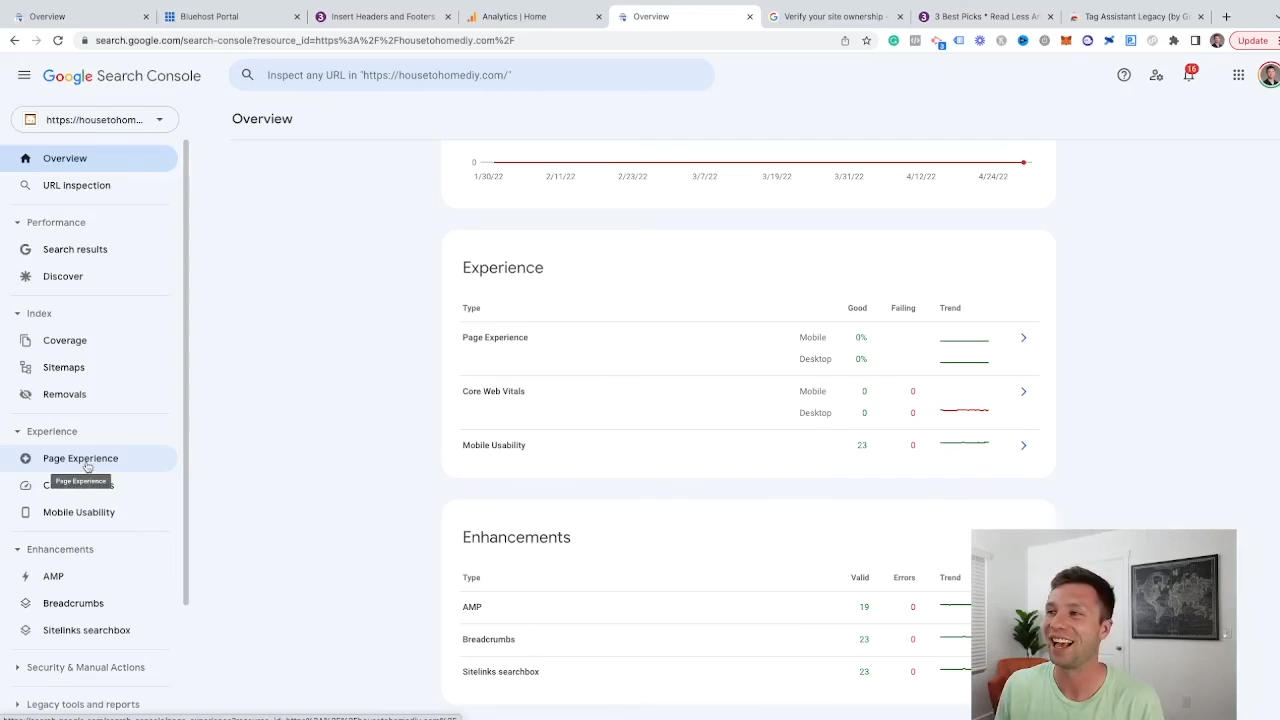 Overview
Bluehost Portal
Insert Headers and Footers
Analytics | Home
Overview
Verify your site ownership -
3 Best Picks * Read Less
Tag Assistant Legacy (by G
search.google.com/search-console?resource_id=https%3A%2F%2Fhousetohomediy.com%2F
Update
Google Search Console
Inspect any URL in "https://housetohomediy.com/"
16
https://housetohom...
Overview
Overview
URL Inspection
Performance
Search results
Discover
Index
Coverage
Sitemaps
Removals
Experience
Page Experience
Page Experience
Mobile Usability
Enhancements
AMP
Breadcrumbs
Sitelinks searchbox
Security & Manual Actions
Legacy tools and reports
0
1/30/22 2/11/22 2/23/22 3/7/22 3/19/22 3/31/22 4/12/22 4/24/22
Experience
Type Good Failing Trend
Page Experience Mobile 0%
Desktop 0%
Core Web Vitals Mobile 0 0
Desktop 0 0
Mobile Usability 23 0
Enhancements
Type Valid Errors Trend
AMP 19 0
Breadcrumbs 23 0
Sitelinks searchbox 23 0